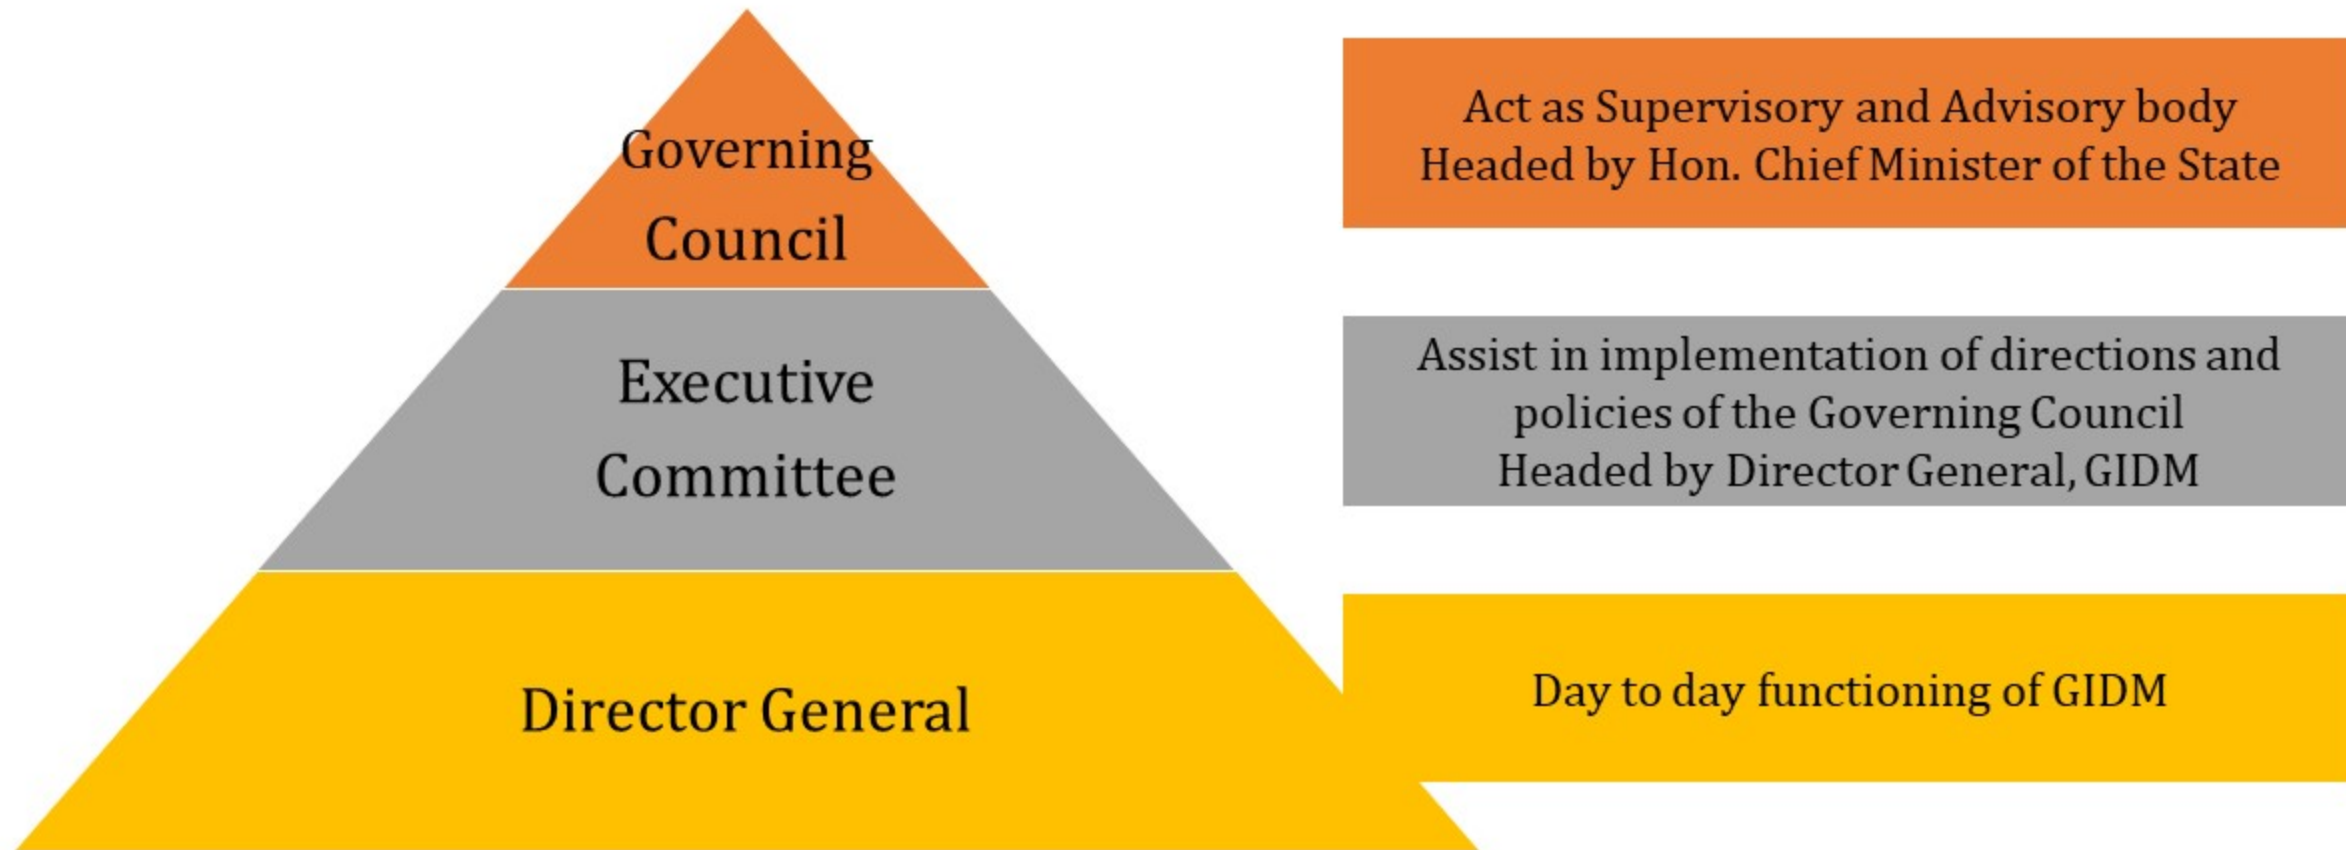 Governing
Council
Act as Supervisory and Advisory body
Headed by Hon. Chief Minister of the State
Executive
Committee
Assist in implementation of directions and
policies of the Governing Council
Headed by Director General, GIDM
Director General
Day to day functioning of GIDM